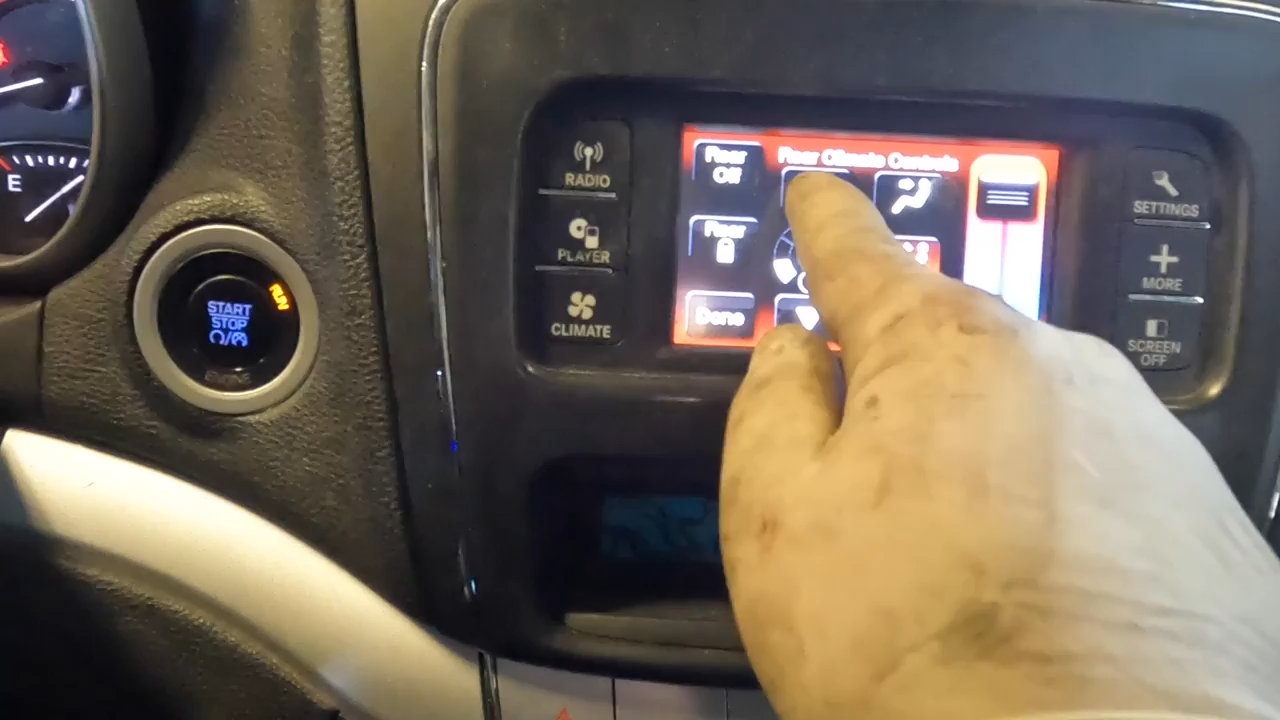 E
START
STOP
ENGINE
RUN
RADIO
PLAYER
CLIMATE
Rear Climate Controls
Rear
Off
Rear
Done
SETTINGS
MORE
SCREEN
OFF